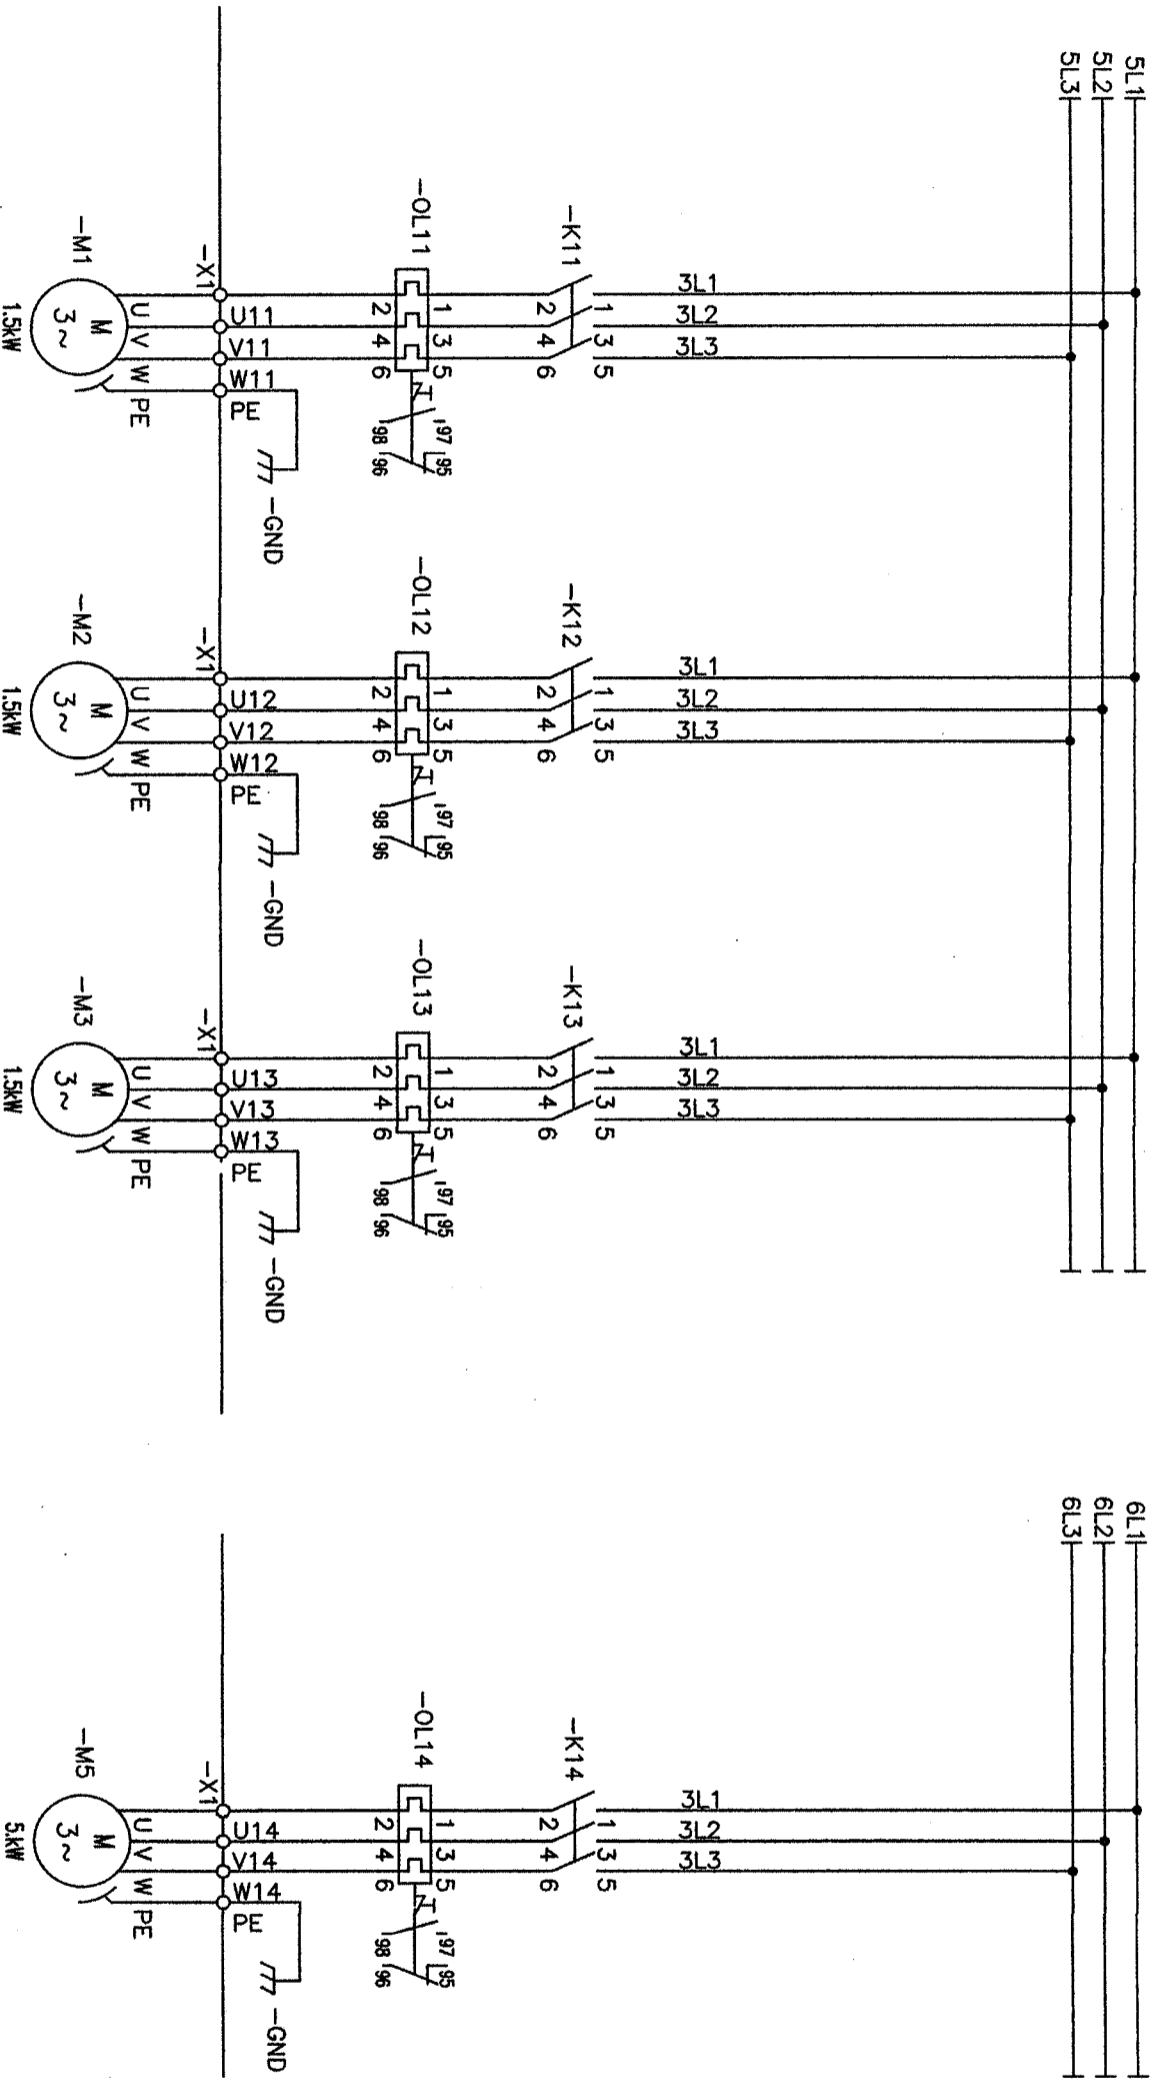 5L1
5L2
5L3
3L1
3L2
3L3
-K11
1 3 5
2 4 6
-OL11
1 3 5
97 95
2 4 6
98 96
-X1
U11 V11 W11 PE
-GND
U V W PE
-M1
M
3~
1.5kW
3L1
3L2
3L3
-K12
1 3 5
2 4 6
-OL12
1 3 5
97 95
2 4 6
98 96
-X1
U12 V12 W12 PE
-GND
U V W PE
-M2
M
3~
1.5kW
3L1
3L2
3L3
-K13
1 3 5
2 4 6
-OL13
1 3 5
97 95
2 4 6
98 96
-X1
U13 V13 W13 PE
-GND
U V W PE
-M3
M
3~
1.5kW
6L1
6L2
6L3
3L1
3L2
3L3
-K14
1 3 5
2 4 6
-OL14
1 3 5
97 95
2 4 6
98 96
-X1
U14 V14 W14 PE
-GND
U V W PE
-M5
M
3~
5.kW